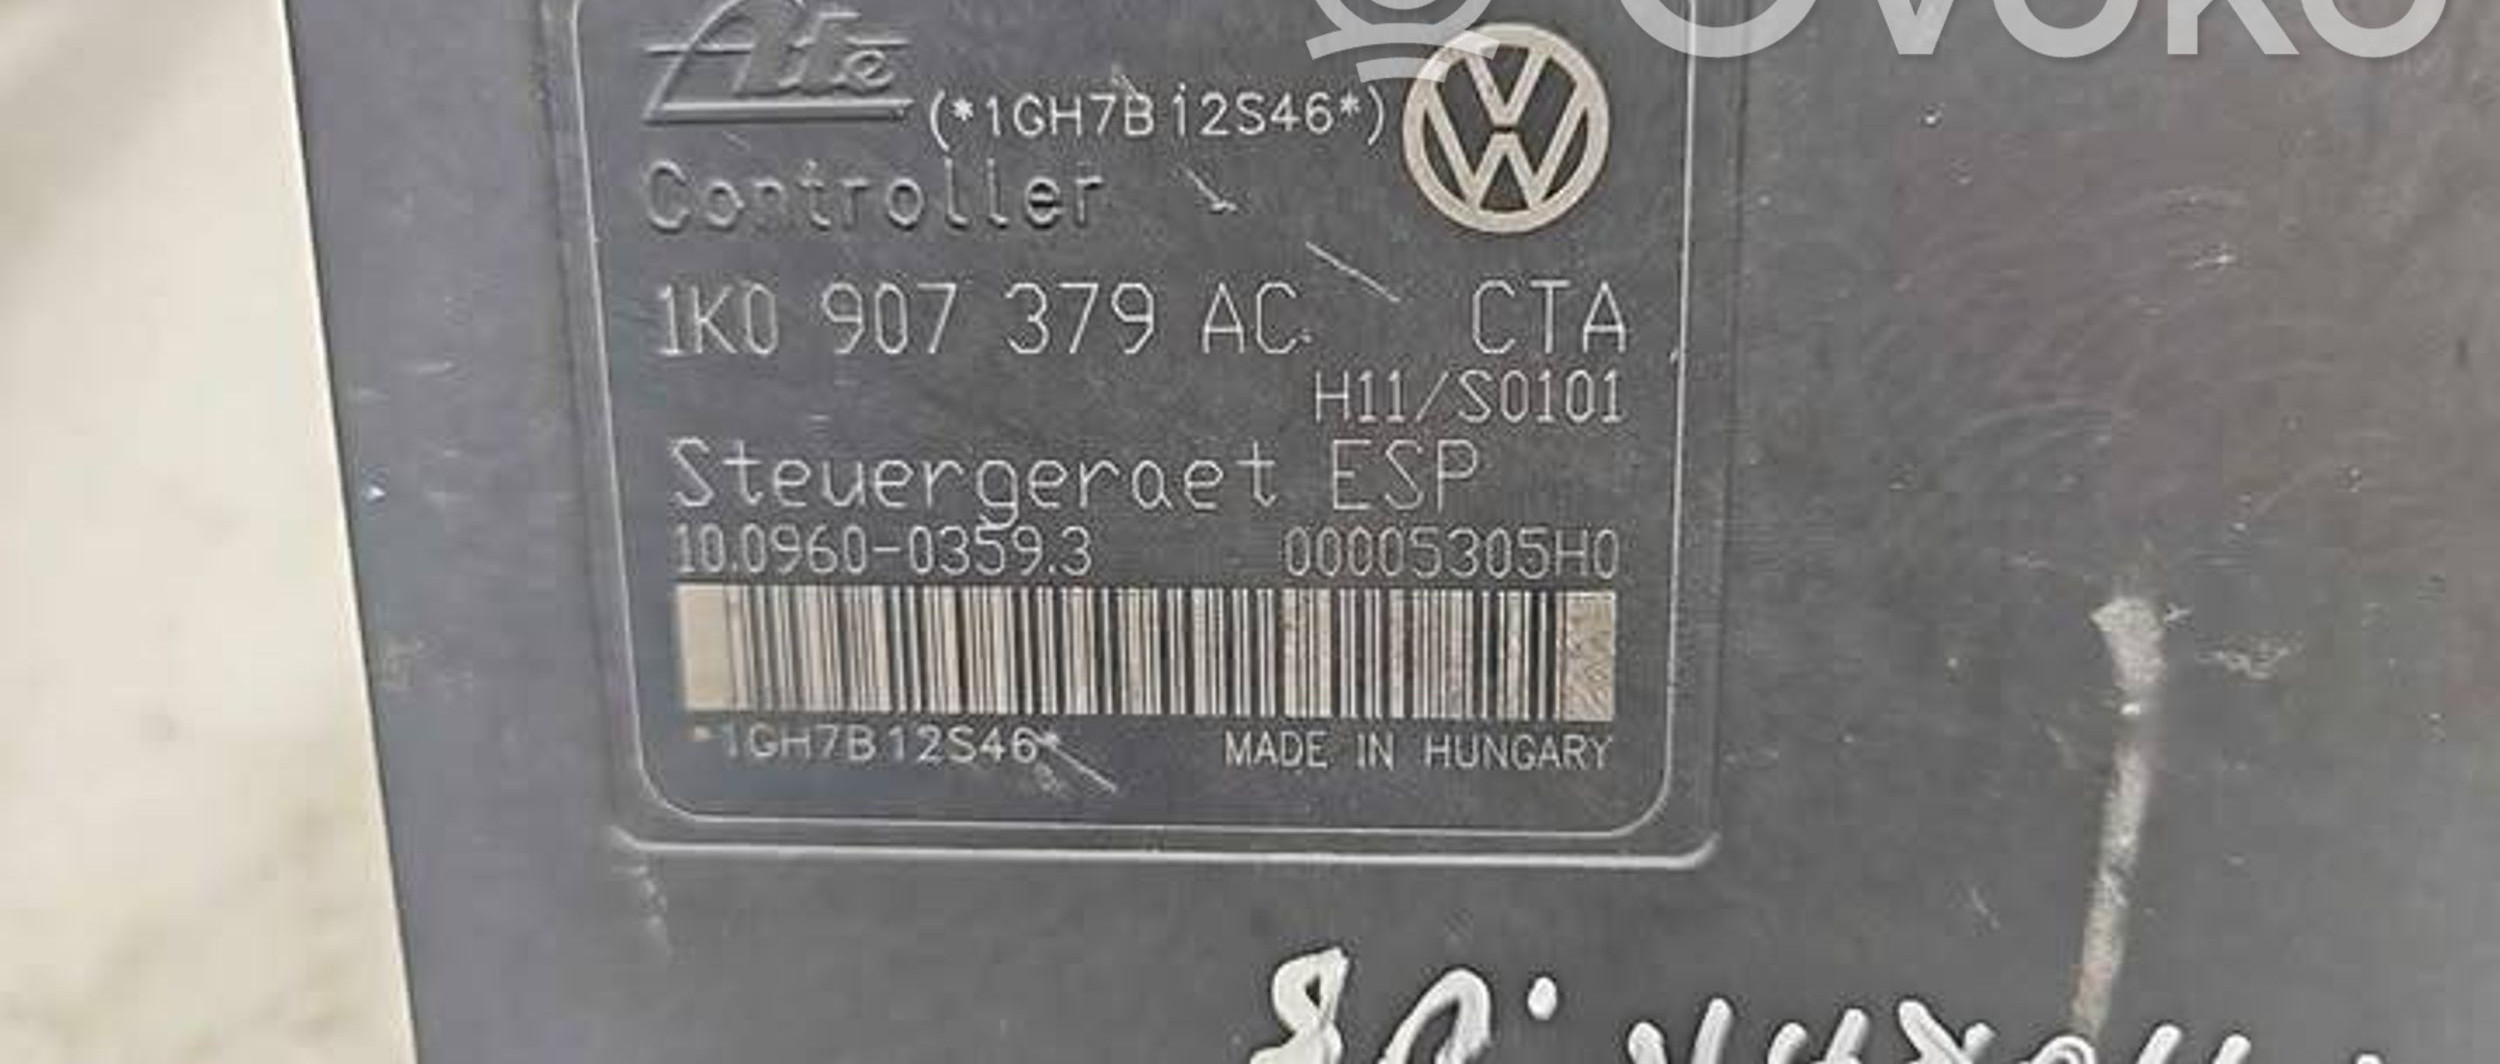 OVOKO
Ate
(*1GH7B12S46*)
Controller
1K0 907 379 AC CTA
H11/S0101
Steuergeraet ESP
10.0960-0359.3 00005305H0
*1GH7B12S46* MADE IN HUNGARY